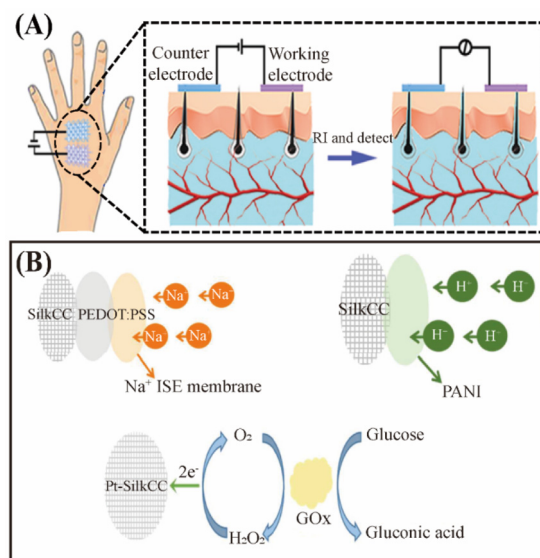 (A)
Counter
electrode
Working
electrode
RI and detect
(B)
SilkCC
PEDOT:PSS
Na⁺
Na⁺
Na⁺
Na⁺
Na⁺ ISE membrane
SilkCC
H⁺
H⁺
H⁺
H⁺
PANI
Pt-SilkCC
2e⁻
O₂
H₂O₂
GOx
Glucose
Gluconic acid